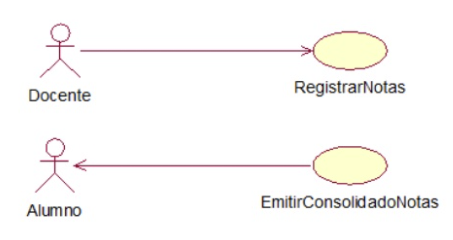 Docente
RegistrarNotas
Alumno
EmitirConsolidadoNotas